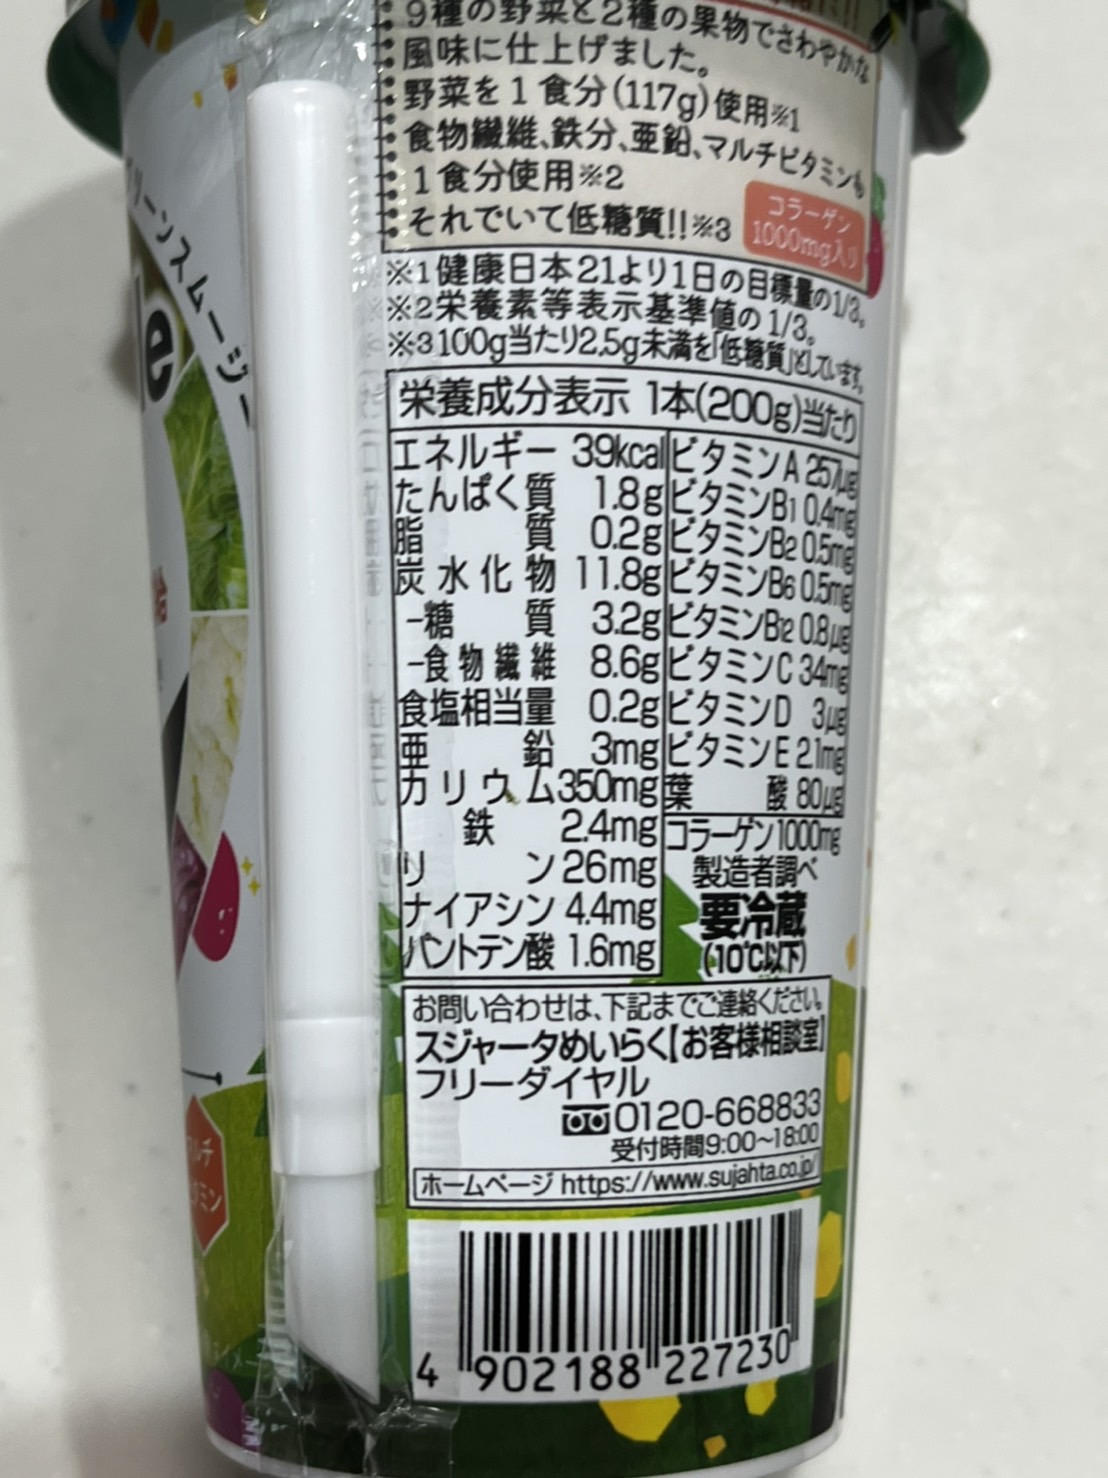 9種の野菜と2種の果物でさわやかな
風味に仕上げました。
野菜を1食分(117g)使用※1
食物繊維、鉄分、亜鉛、マルチビタミンも
1食分使用※2
それでいて低糖質!!※3
コラーゲン
1000mg入り
※1健康日本21より1日の目標量の1/3。
※2栄養素等表示基準値の1/3。
※3 100g当たり2.5g未満を「低糖質」としています。
栄養成分表示 1本(200g)当たり
エネルギー 39kcal
たんぱく質 1.8g
脂質 0.2g
炭水化物 11.8g
-糖質 3.2g
-食物繊維 8.6g
食塩相当量 0.2g
亜鉛 3mg
カリウム 350mg
鉄 2.4mg
リン 26mg
ナイアシン 4.4mg
パントテン酸 1.6mg
ビタミンA 257μg
ビタミンB1 0.4mg
ビタミンB2 0.5mg
ビタミンB6 0.5mg
ビタミンB12 0.8μg
ビタミンC 34mg
ビタミンD 3μg
ビタミンE 2.1mg
葉酸 80μg
コラーゲン1000mg
製造者調べ
要冷蔵
(10℃以下)
お問い合わせは、下記までご連絡ください。
スジャータめいらく【お客様相談室】
フリーダイヤル
0120-668833
受付時間9:00~18:00
ホームページ https://www.sujahta.co.jp/
4 902188 227230